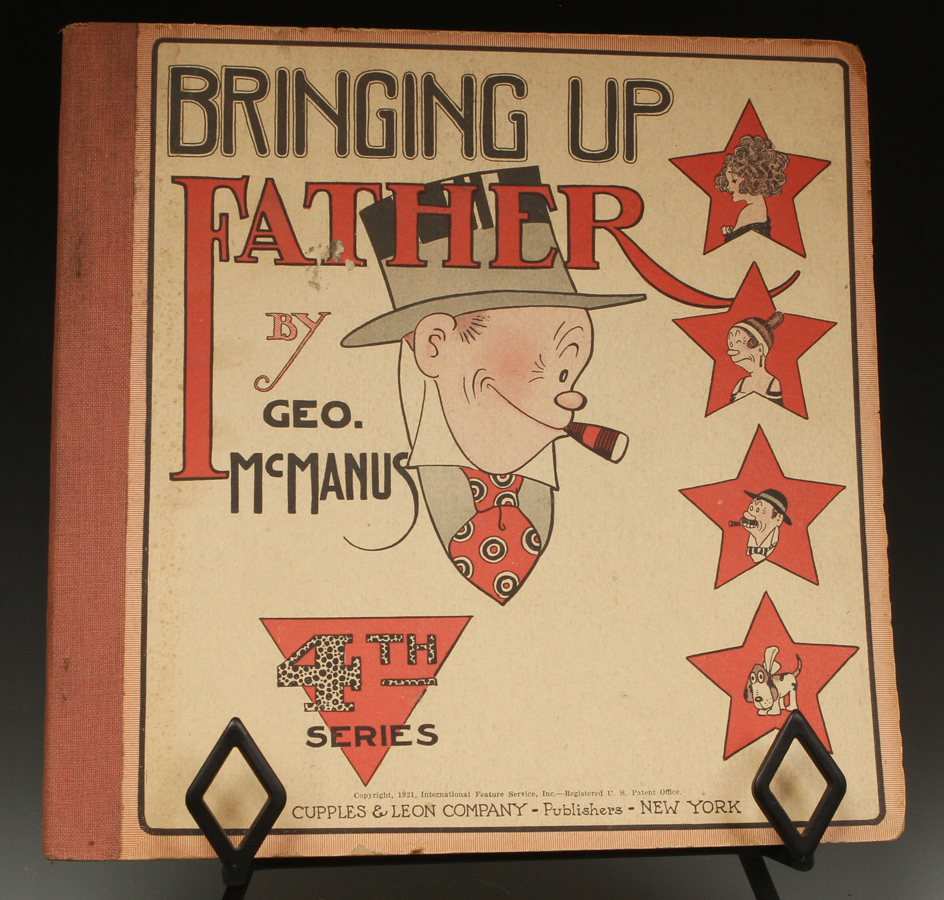 BRINGING UP
FATHER
BY
GEO.
McMANUS
4TH
SERIES
Copyright, 1921, International Feature Service, Inc.—Registered U. S. Patent Office.
CUPPLES & LEON COMPANY - Publishers - NEW YORK